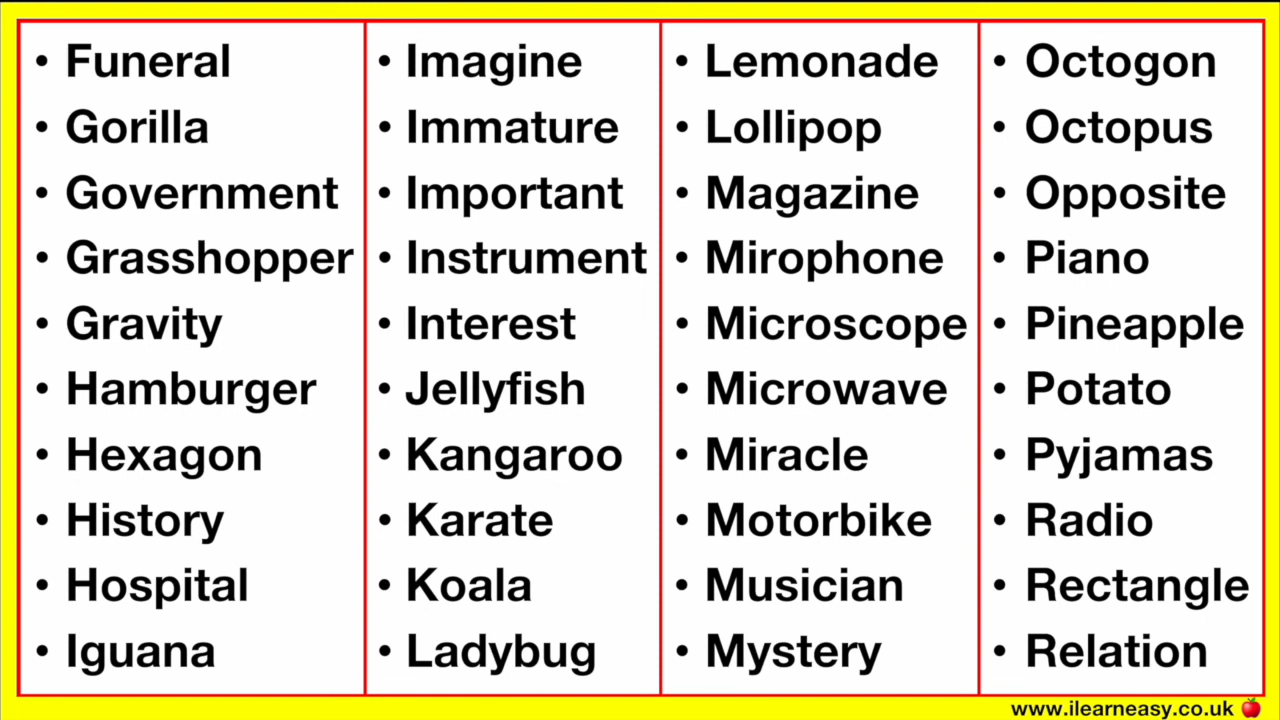 • Funeral
• Gorilla
• Government
• Grasshopper
• Gravity
• Hamburger
• Hexagon
• History
• Hospital
• Iguana
• Imagine
• Immature
• Important
• Instrument
• Interest
• Jellyfish
• Kangaroo
• Karate
• Koala
• Ladybug
• Lemonade
• Lollipop
• Magazine
• Mirophone
• Microscope
• Microwave
• Miracle
• Motorbike
• Musician
• Mystery
• Octogon
• Octopus
• Opposite
• Piano
• Pineapple
• Potato
• Pyjamas
• Radio
• Rectangle
• Relation
www.ilearneasy.co.uk